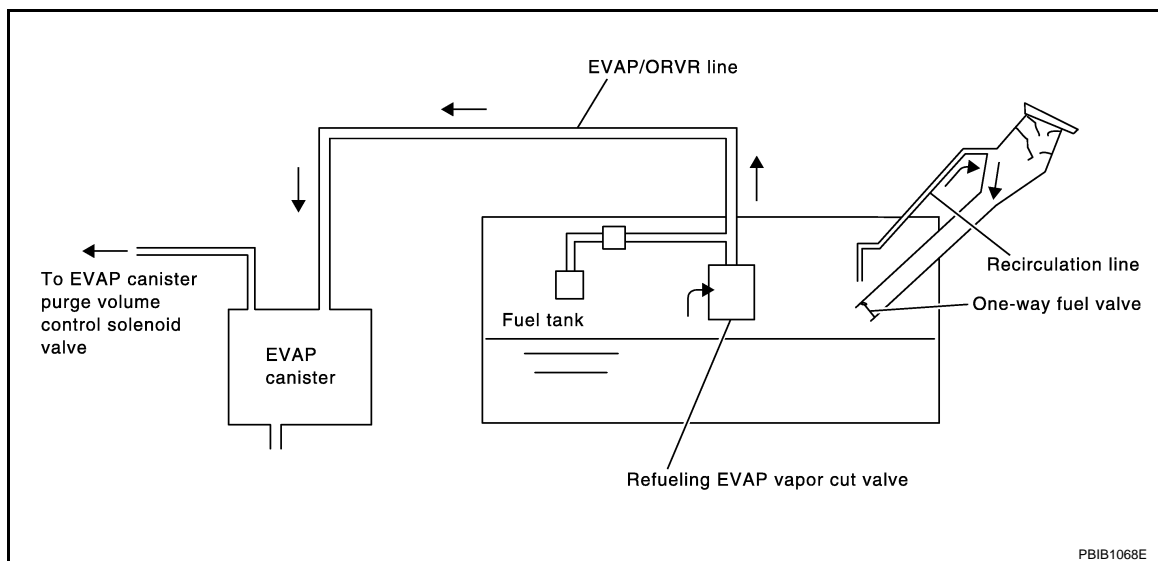 EVAP/ORVR line
Recirculation line
One-way fuel valve
To EVAP canister
purge volume
control solenoid
valve
Fuel tank
EVAP
canister
Refueling EVAP vapor cut valve
PBIB1068E